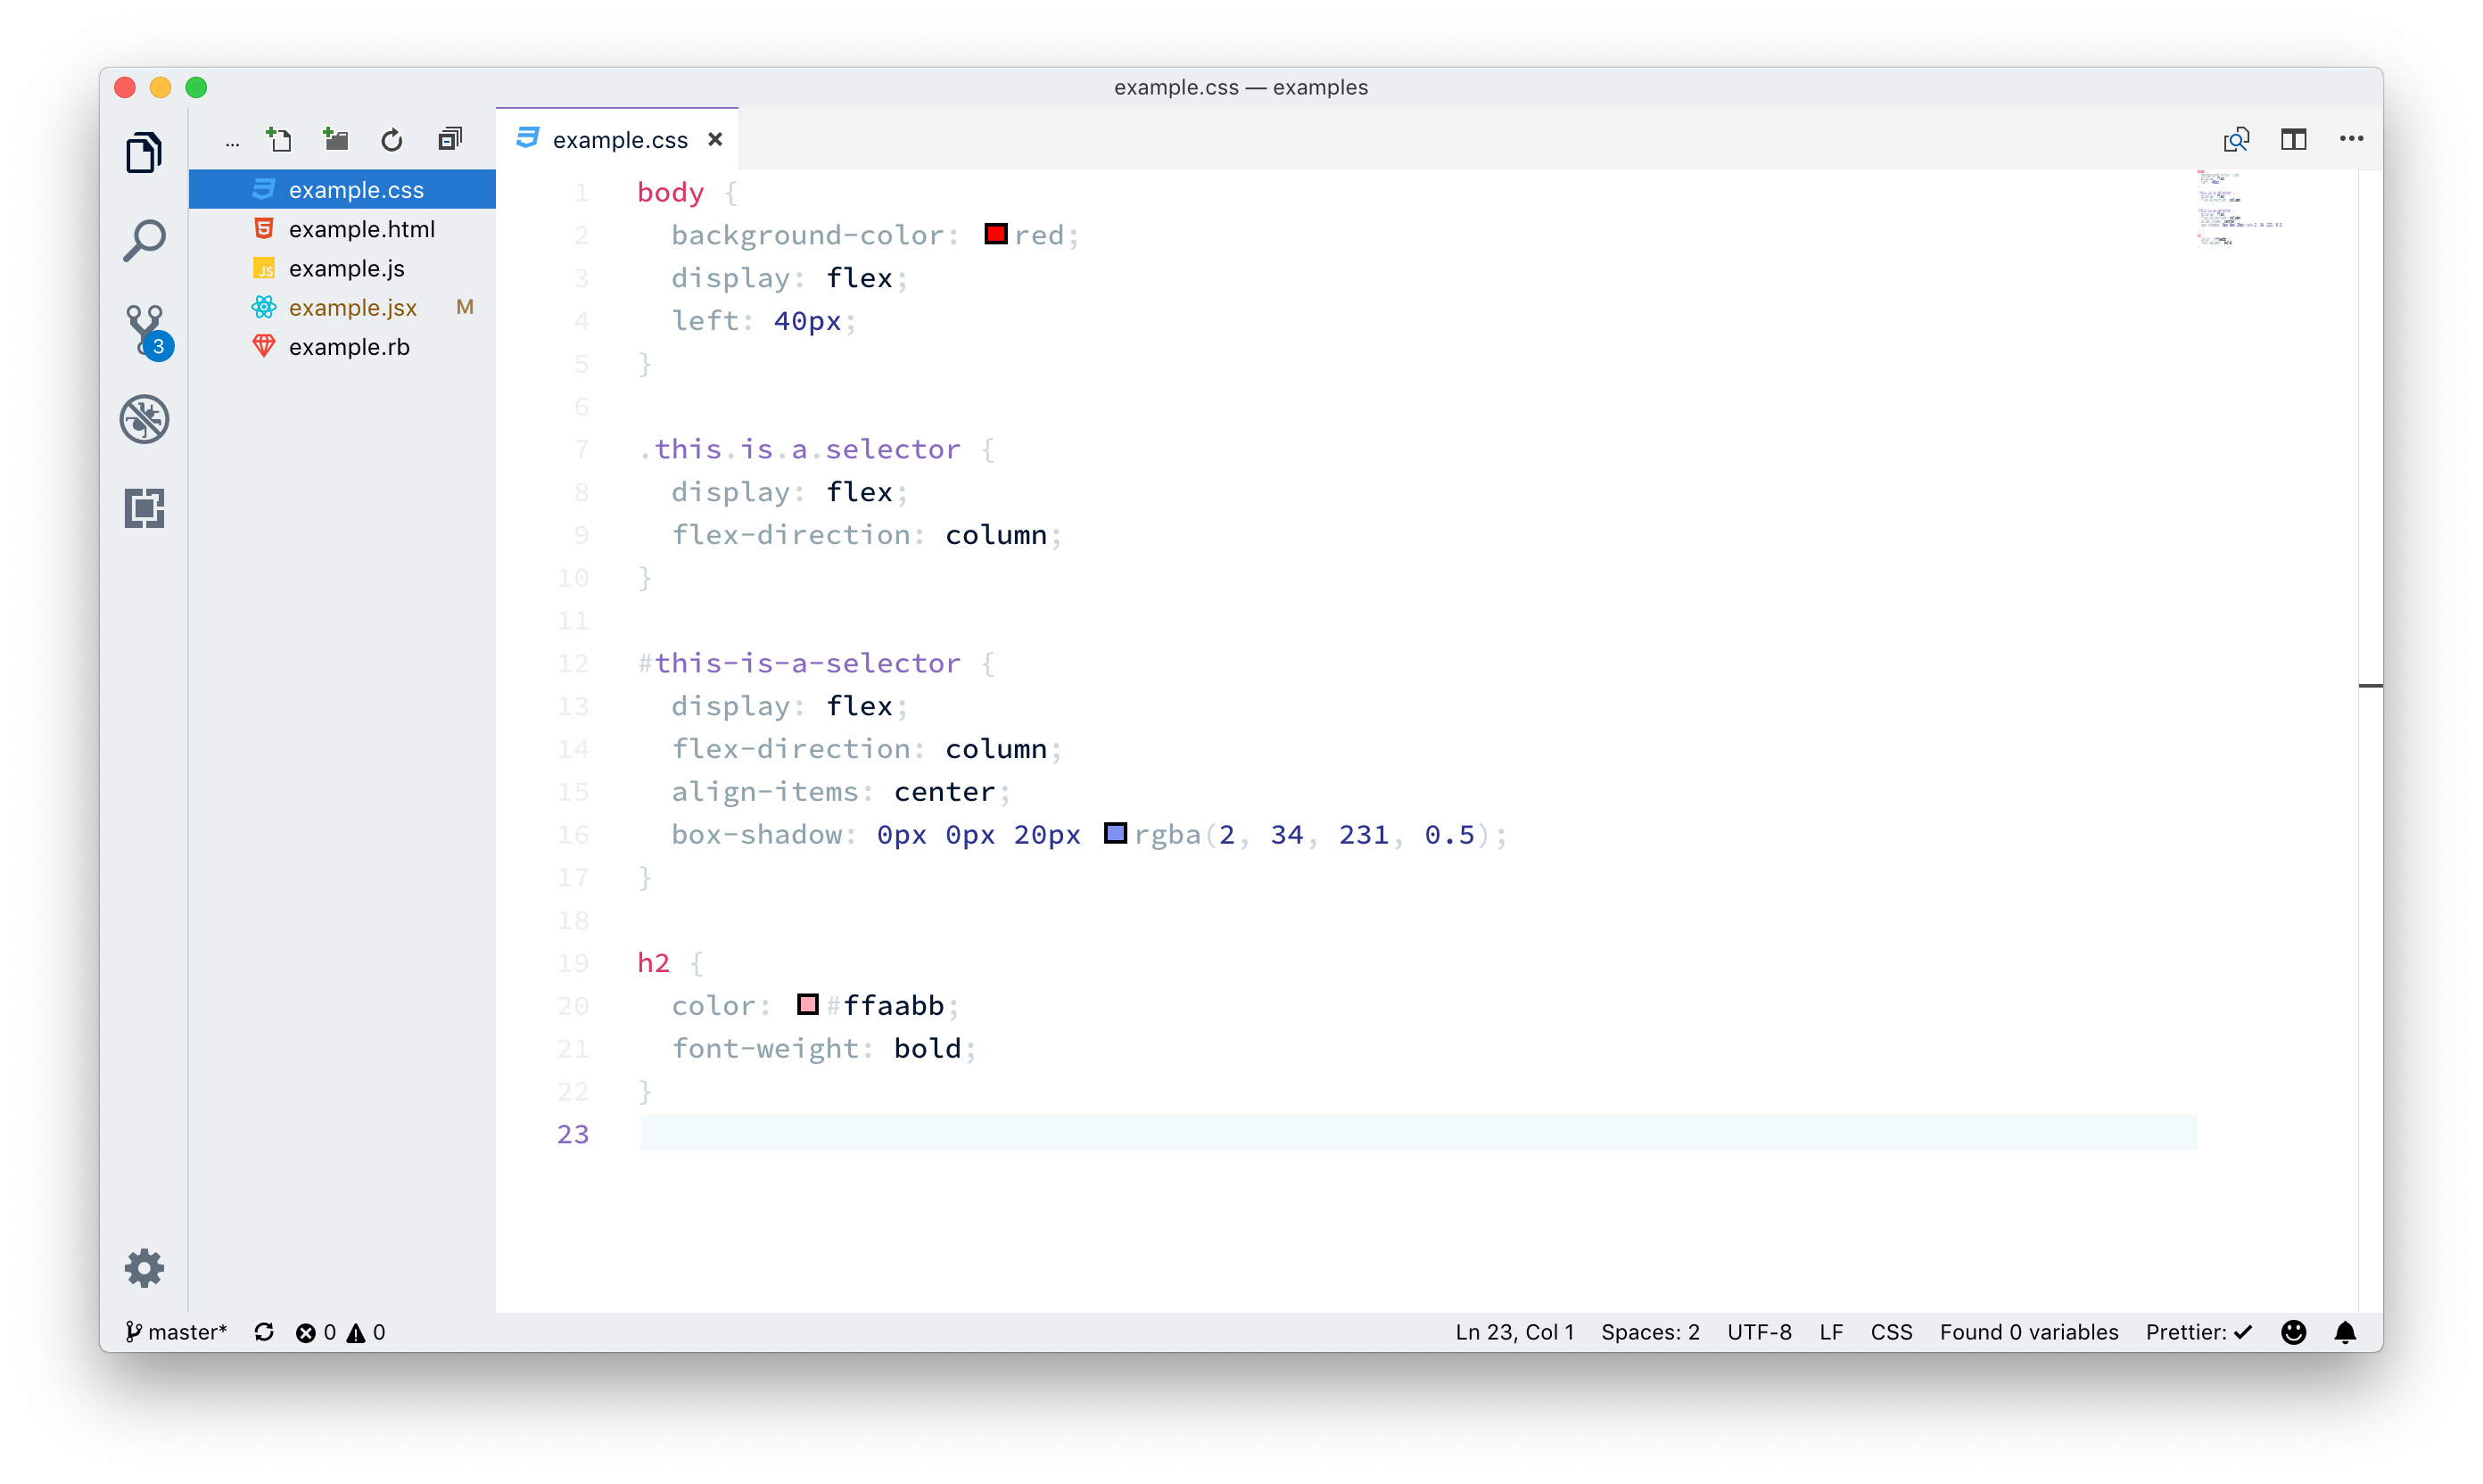 example.css — examples
...
example.css
example.css
example.html
example.js
example.jsx M
example.rb
3
1 body {
2   background-color: red;
3   display: flex;
4   left: 40px;
5 }
6
7 .this.is.a.selector {
8   display: flex;
9   flex-direction: column;
10 }
11
12 #this-is-a-selector {
13   display: flex;
14   flex-direction: column;
15   align-items: center;
16   box-shadow: 0px 0px 20px rgba(2, 34, 231, 0.5);
17 }
18
19 h2 {
20   color: #ffaabb;
21   font-weight: bold;
22 }
23
master* 0 0 Ln 23, Col 1 Spaces: 2 UTF-8 LF CSS Found 0 variables Prettier: ✓